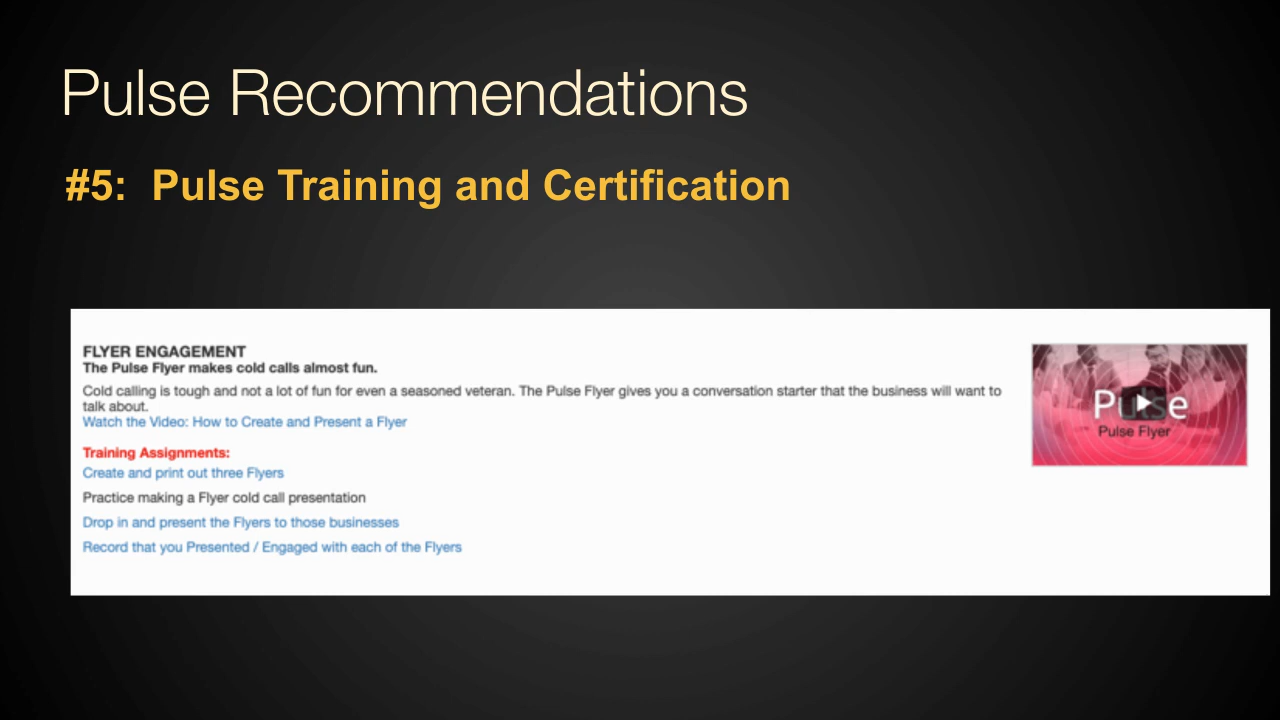 Pulse Recommendations
#5: Pulse Training and Certification
FLYER ENGAGEMENT
The Pulse Flyer makes cold calls almost fun.
Cold calling is tough and not a lot of fun for even a seasoned veteran. The Pulse Flyer gives you a conversation starter that the business will want to
talk about.
Watch the Video: How to Create and Present a Flyer
Pulse
Pulse Flyer
Training Assignments:
Create and print out three Flyers
Practice making a Flyer cold call presentation
Drop in and present the Flyers to those businesses
Record that you Presented / Engaged with each of the Flyers